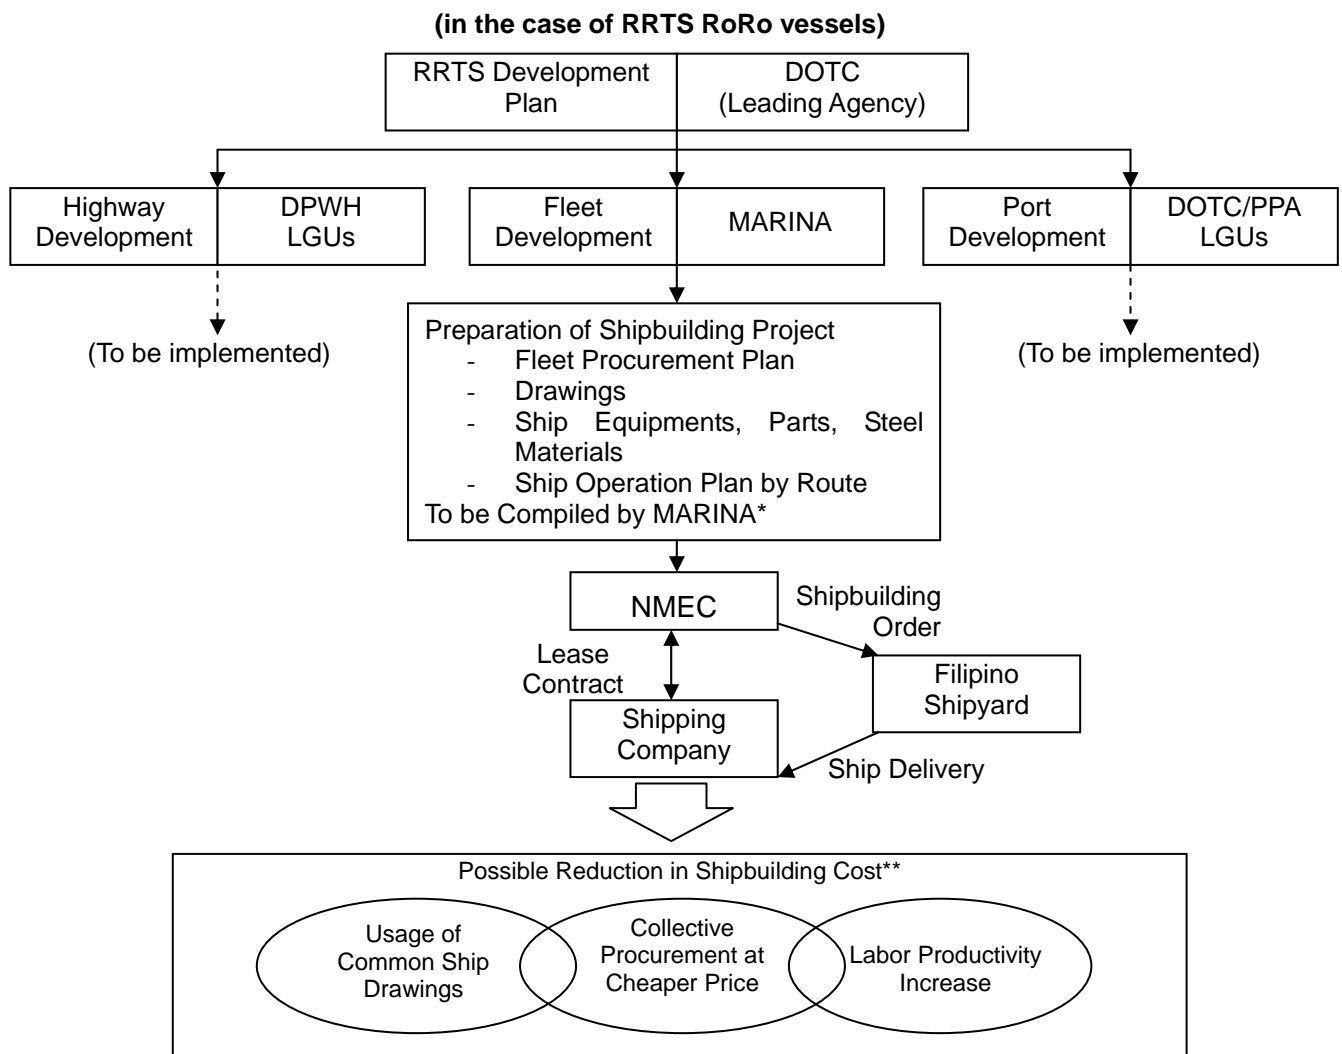 (in the case of RRTS RoRo vessels)
RRTS Development
Plan
DOTC
(Leading Agency)
Highway
Development
DPWH
LGUs
Fleet
Development
MARINA
Port
Development
DOTC/PPA
LGUs
(To be implemented)
Preparation of Shipbuilding Project
- Fleet Procurement Plan
- Drawings
- Ship Equipments, Parts, Steel
Materials
- Ship Operation Plan by Route
To be Compiled by MARINA*
(To be implemented)
NMEC
Shipbuilding
Order
Lease
Contract
Filipino
Shipyard
Shipping
Company
Ship Delivery
Possible Reduction in Shipbuilding Cost**
Usage of
Common Ship
Drawings
Collective
Procurement at
Cheaper Price
Labor Productivity
Increase